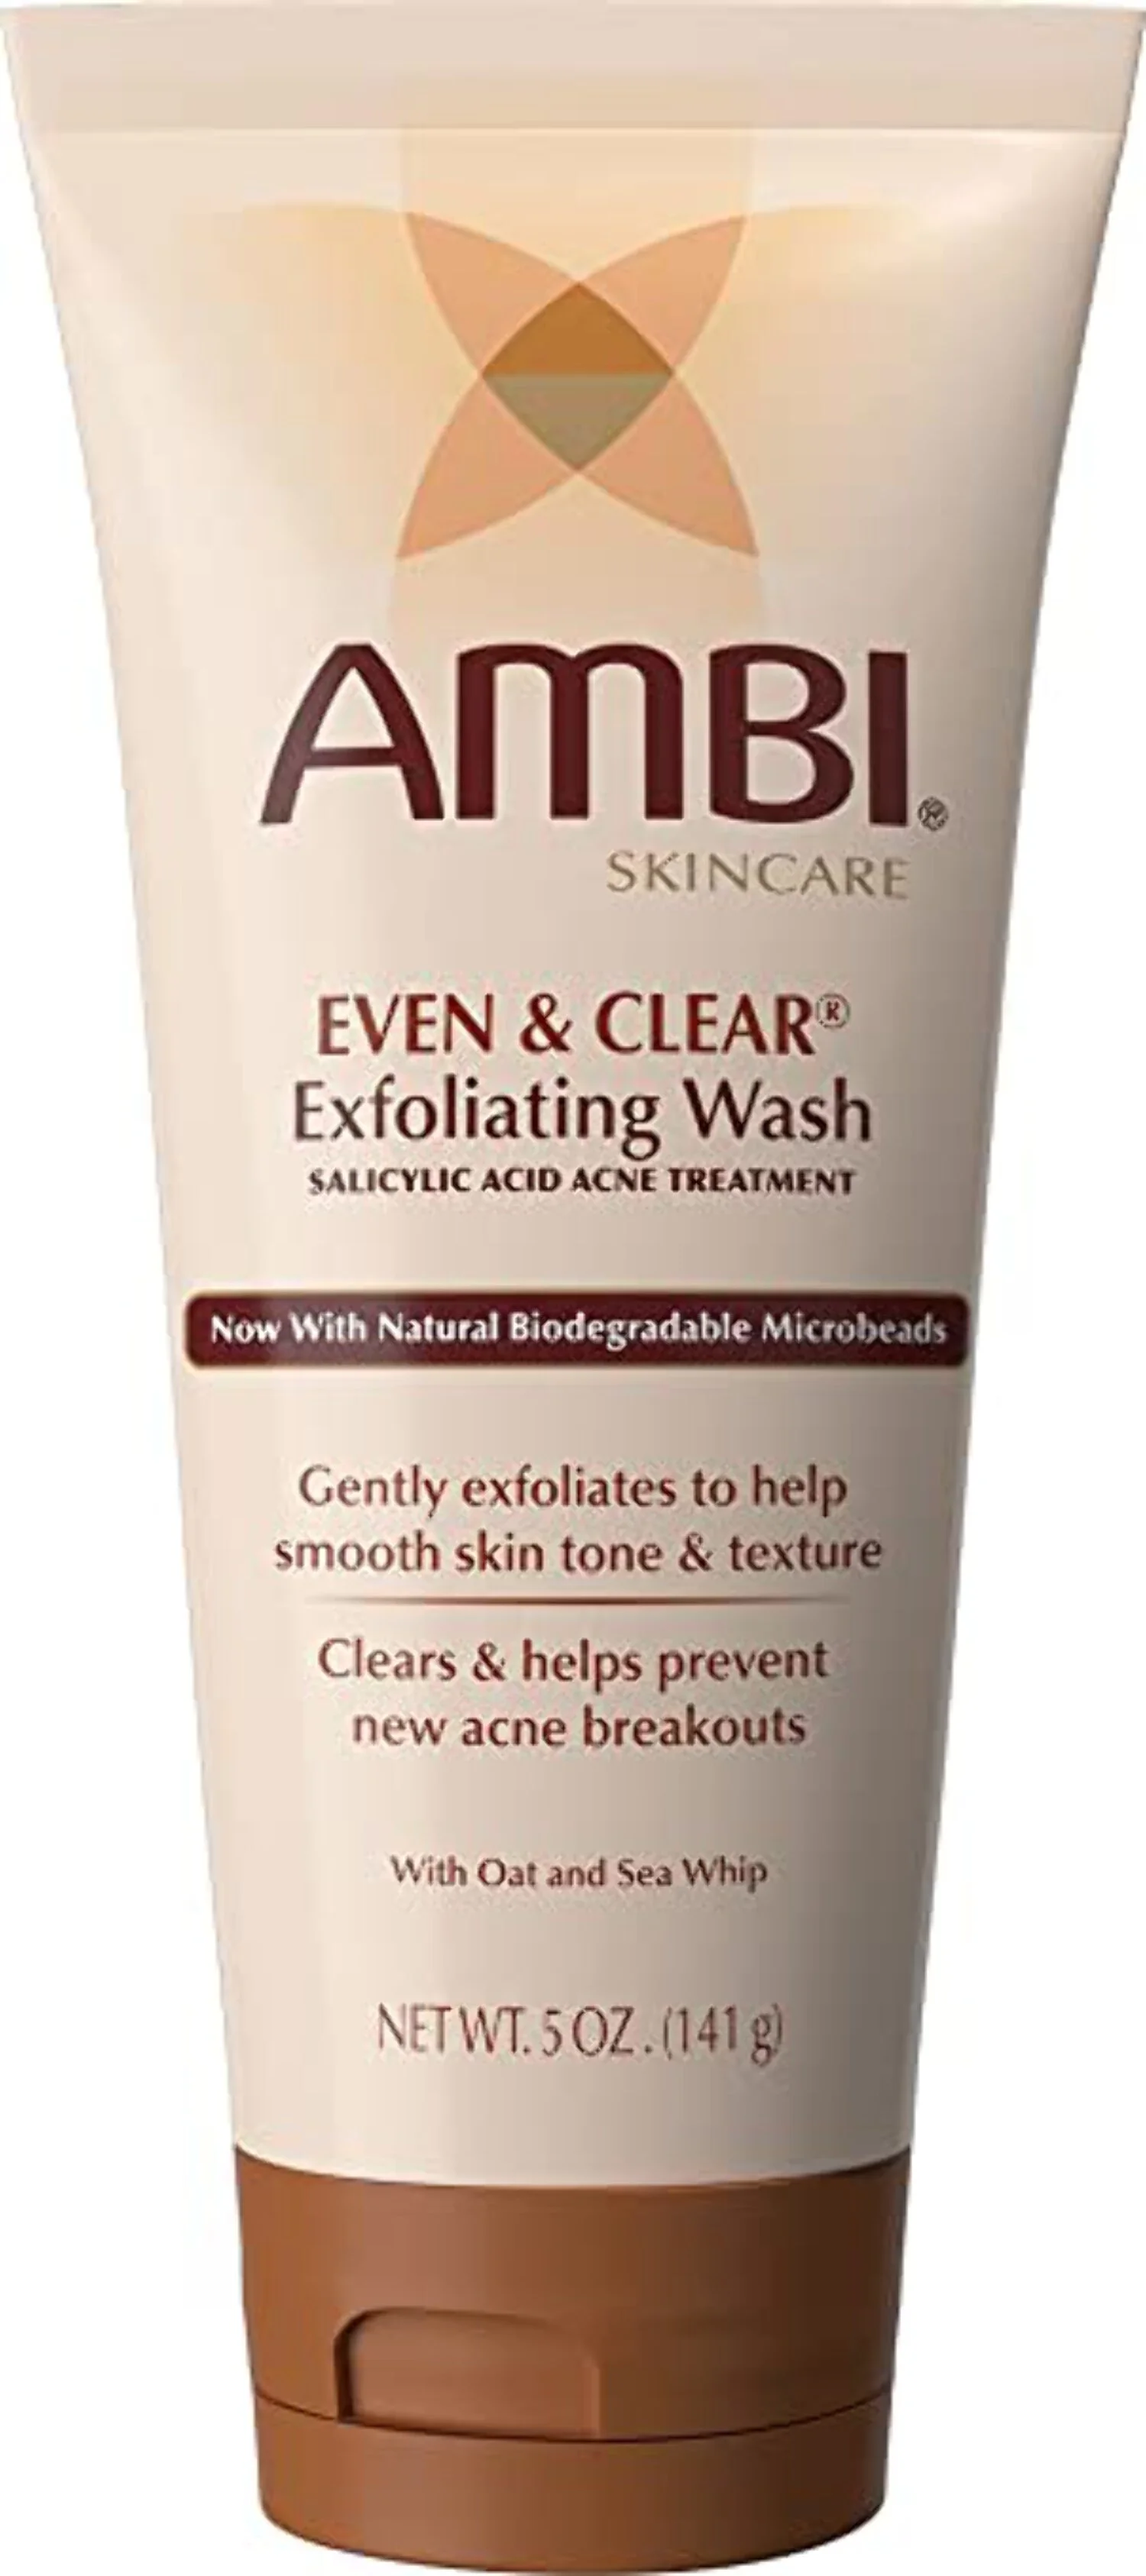 AMBI®
SKINCARE
EVEN & CLEAR®
Exfoliating Wash
SALICYLIC ACID ACNE TREATMENT
Now With Natural Biodegradable Microbeads
Gently exfoliates to help
smooth skin tone & texture
Clears & helps prevent
new acne breakouts
With Oat and Sea Whip
NET WT. 5 OZ. (141 g)